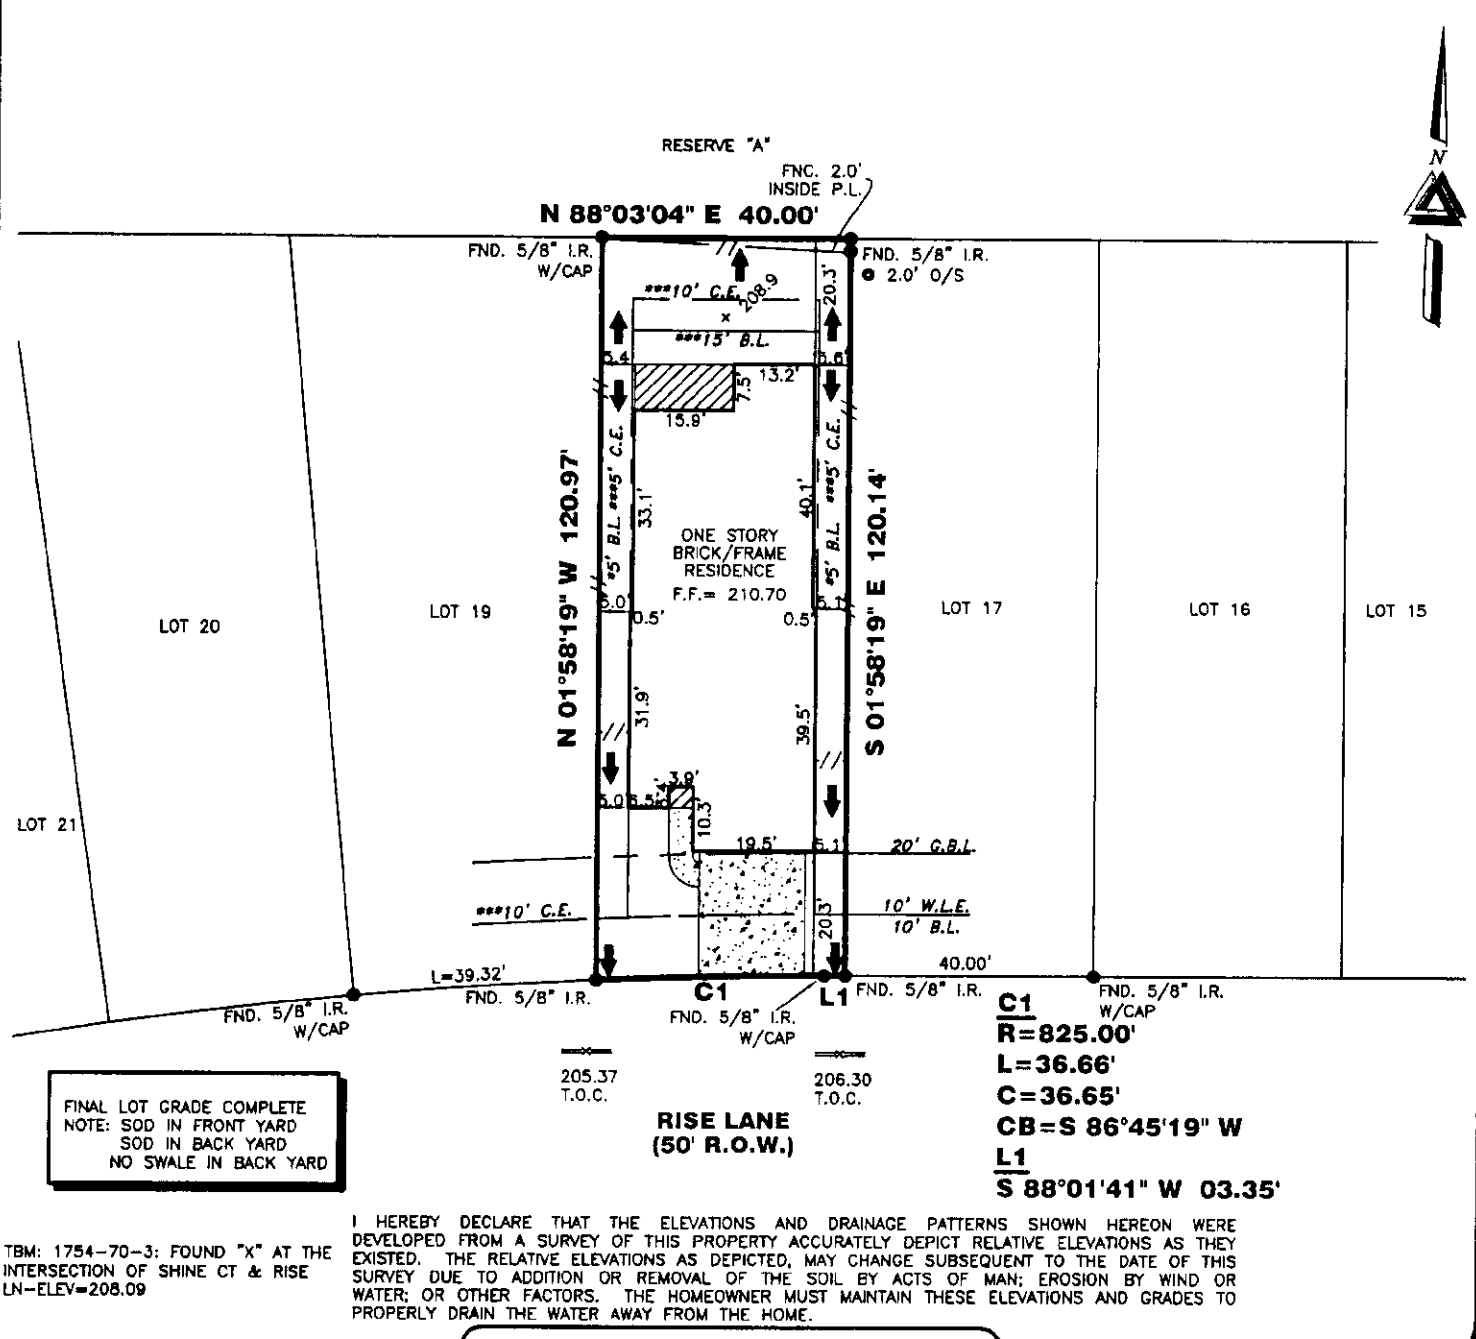 N
RESERVE "A"
FNC. 2.0'
INSIDE P.L.
N 88°03'04" E 40.00'
FND. 5/8" I.R.
W/CAP
FND. 5/8" I.R.
@ 2.0' O/S
***10' C.E.
208.9
x
20.3'
***15' B.L.
5.4
5.6'
13.2'
7.5'
15.9'
*5' B.L. ***5' C.E.
33.1'
40.1'
*5' B.L. ***5' C.E.
N 01°58'19" W 120.97'
S 01°58'19" E 120.14'
ONE STORY
BRICK/FRAME
RESIDENCE
F.F.= 210.70
5.0'
0.5'
0.5'
5.1'
LOT 21
LOT 20
LOT 19
LOT 17
LOT 16
LOT 15
31.9'
39.5'
3.9'
5.0'
10.3'
19.5'
5.1'
20' G.B.L.
***10' C.E.
20.3'
10' W.L.E.
10' B.L.
L=39.32'
FND. 5/8" I.R.
C1
L1
40.00'
FND. 5/8" I.R.
FND. 5/8" I.R.
W/CAP
FND. 5/8" I.R.
W/CAP
FND. 5/8" I.R.
W/CAP
205.37
T.O.C.
206.30
T.O.C.
RISE LANE
(50' R.O.W.)
C1
R=825.00'
L=36.66'
C=36.65'
CB=S 86°45'19" W
L1
S 88°01'41" W 03.35'
FINAL LOT GRADE COMPLETE
NOTE: SOD IN FRONT YARD
SOD IN BACK YARD
NO SWALE IN BACK YARD
TBM: 1754-70-3: FOUND "X" AT THE
INTERSECTION OF SHINE CT & RISE
LN-ELEV=208.09
I HEREBY DECLARE THAT THE ELEVATIONS AND DRAINAGE PATTERNS SHOWN HEREON WERE
DEVELOPED FROM A SURVEY OF THIS PROPERTY ACCURATELY DEPICT RELATIVE ELEVATIONS AS THEY
EXISTED. THE RELATIVE ELEVATIONS AS DEPICTED, MAY CHANGE SUBSEQUENT TO THE DATE OF THIS
SURVEY DUE TO ADDITION OR REMOVAL OF THE SOIL BY ACTS OF MAN; EROSION BY WIND OR
WATER; OR OTHER FACTORS. THE HOMEOWNER MUST MAINTAIN THESE ELEVATIONS AND GRADES TO
PROPERLY DRAIN THE WATER AWAY FROM THE HOME.